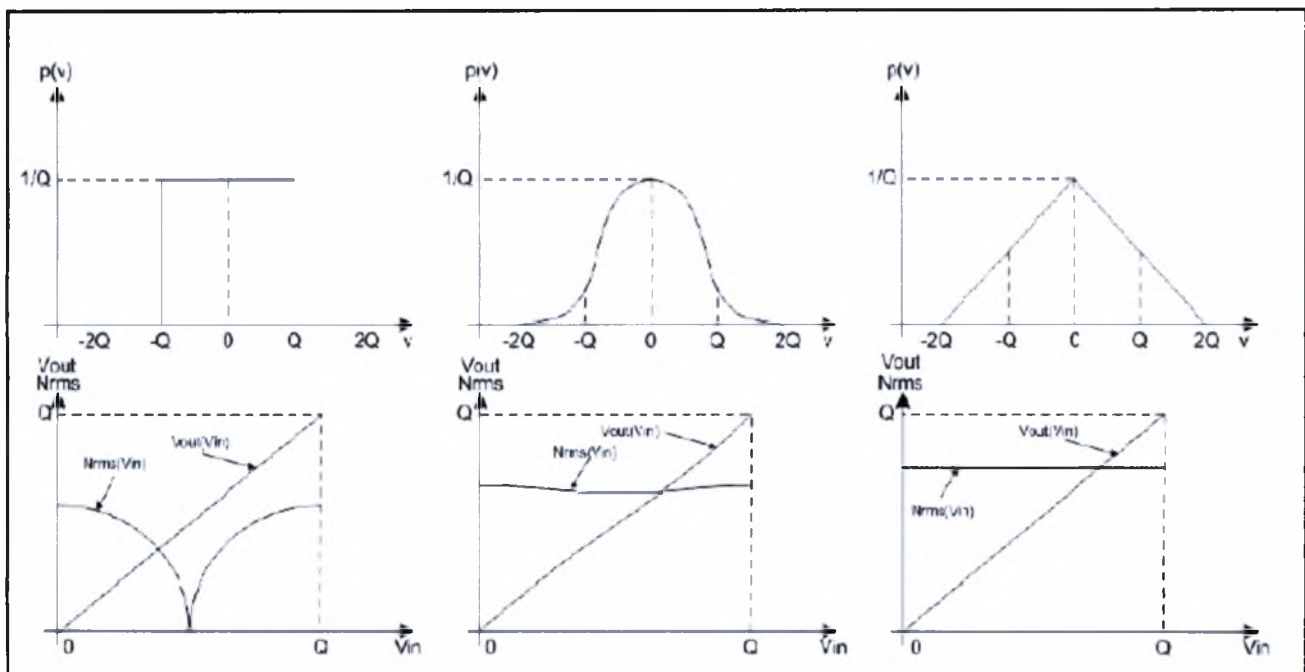 p(v)
1/Q
-2Q -Q 0 Q 2Q v
Vout
Nrms
Q
Vout(Vin)
Nrms(Vin)
0 Q Vin
p(v)
1/Q
-2Q -Q 0 Q 2Q v
Vout
Nrms
Q
Vout(Vin)
Nrms(Vin)
0 Q Vin
p(v)
1/Q
-2Q -Q 0 Q 2Q v
Vout
Nrms
Q
Vout(Vin)
Nrms(Vin)
0 Q Vin